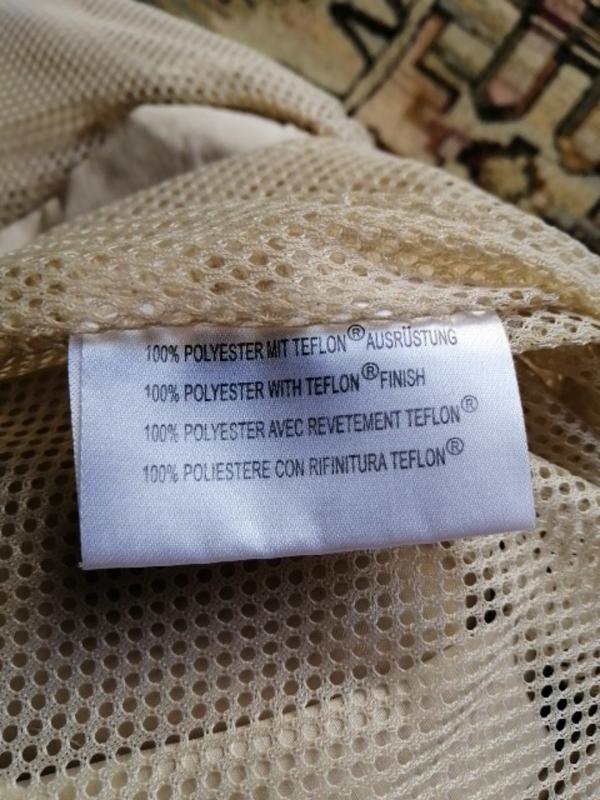 100% POLYESTER MIT TEFLON® AUSRÜSTUNG
100% POLYESTER WITH TEFLON® FINISH
100% POLYESTER AVEC REVETEMENT TEFLON®
100% POLIESTERE CON RIFINITURA TEFLON®